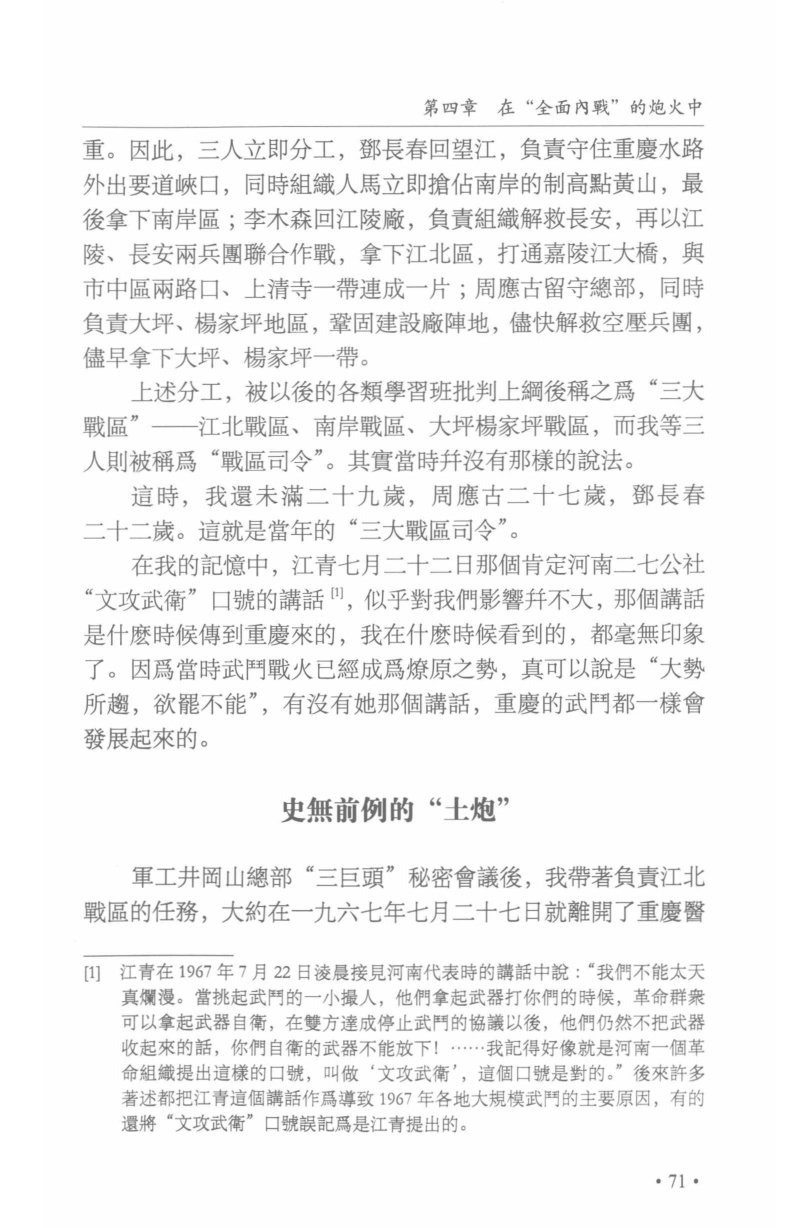 第四章　在“全面內戰”的炮火中
重。因此，三人立即分工，鄧長春回望江，負責守住重慶水路
外出要道峽口，同時組織人馬立即搶佔南岸的制高點黃山，最
後拿下南岸區；李木森回江陵廠，負責組織解救長安，再以江
陵、長安兩兵團聯合作戰，拿下江北區，打通嘉陵江大橋，與
市中區兩路口、上清寺一帶連成一片；周應古留守總部，同時
負責大坪、楊家坪地區，鞏固建設廠陣地，儘快解救空壓兵團，
儘早拿下大坪、楊家坪一帶。
上述分工，被以後的各類學習班批判上綱後稱之爲“三大
戰區”——江北戰區、南岸戰區、大坪楊家坪戰區，而我等三
人則被稱爲“戰區司令”。其實當時幷沒有那樣的說法。
這時，我還未滿二十九歲，周應古二十七歲，鄧長春
二十二歲。這就是當年的“三大戰區司令”。
在我的記憶中，江青七月二十二日那個肯定河南二七公社
“文攻武衛”口號的講話[1]，似乎對我們影響幷不大，那個講話
是什麽時候傳到重慶來的，我在什麽時候看到的，都毫無印象
了。因爲當時武鬥戰火已經成爲燎原之勢，真可以說是“大勢
所趨，欲罷不能”，有沒有她那個講話，重慶的武鬥都一樣會
發展起來的。
史無前例的“土炮”
軍工井岡山總部“三巨頭”秘密會議後，我帶著負責江北
戰區的任務，大約在一九六七年七月二十七日就離開了重慶醫
[1] 江青在1967年7月22日淩晨接見河南代表時的講話中說：“我們不能太天
真爛漫。當挑起武鬥的一小撮人，他們拿起武器打你們的時候，革命群衆
可以拿起武器自衛，在雙方達成停止武鬥的協議以後，他們仍然不把武器
收起來的話，你們自衛的武器不能放下！……我記得好像就是河南一個革
命組織提出這樣的口號，叫做‘文攻武衛’，這個口號是對的。”後來許多
著述都把江青這個講話作爲導致1967年各地大規模武鬥的主要原因，有的
還將“文攻武衛”口號誤記爲是江青提出的。
• 71 •